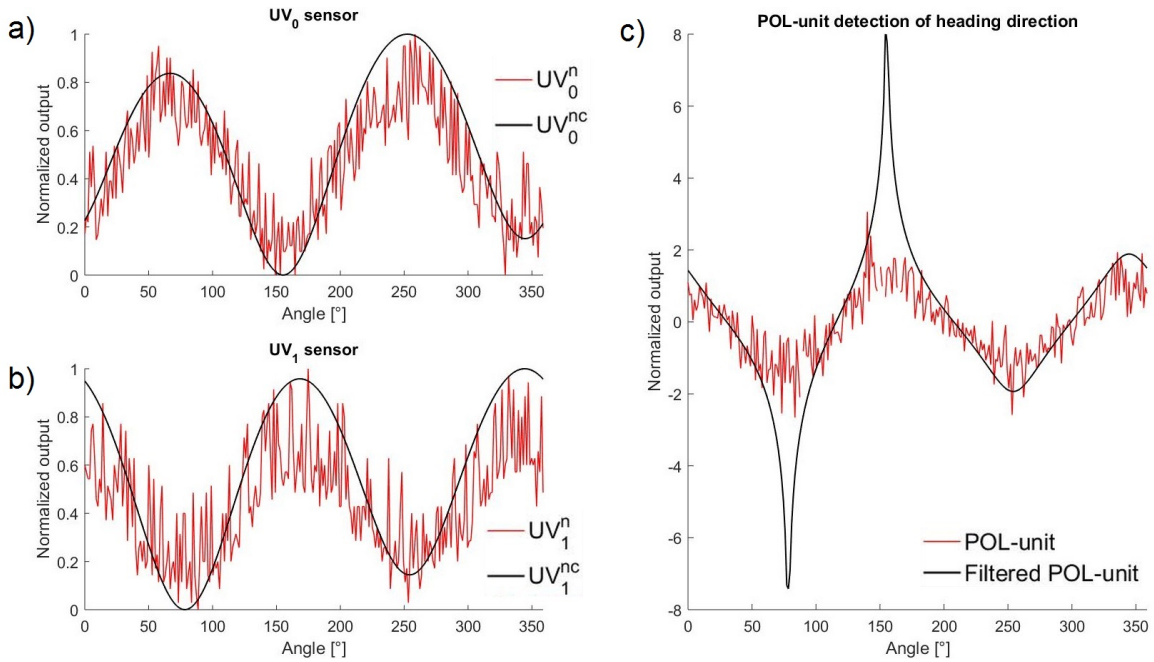 a)
UV0 sensor
Normalized output
1
0.8
0.6
0.4
0.2
0
0 50 100 150 200 250 300 350
Angle [°]
UV0n
UV0nc
b)
UV1 sensor
Normalized output
1
0.8
0.6
0.4
0.2
0
0 50 100 150 200 250 300 350
Angle [°]
UV1n
UV1nc
c)
POL-unit detection of heading direction
Normalized output
8
6
4
2
0
-2
-4
-6
-8
0 50 100 150 200 250 300 350
Angle [°]
POL-unit
Filtered POL-unit